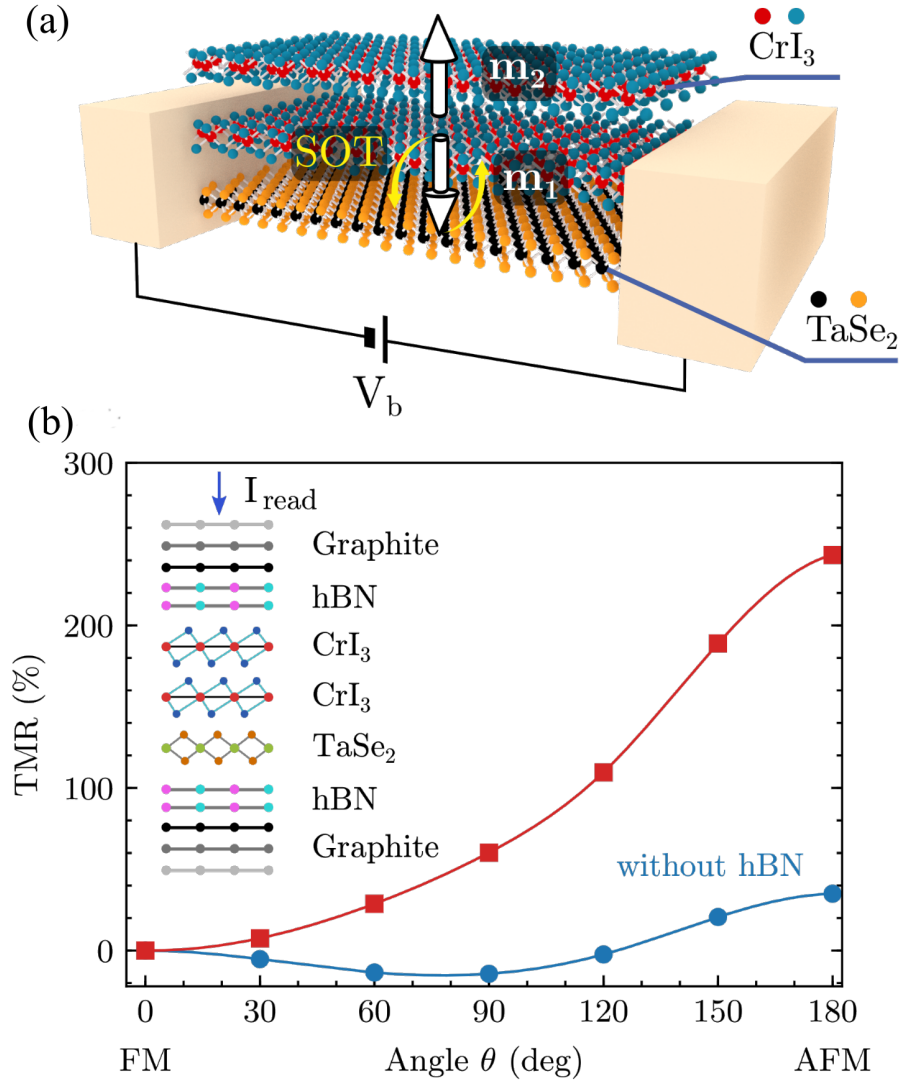 (a)
CrI3
m2
SOT
m1
TaSe2
Vb
(b)
300
200
100
0
TMR (%)
Iread
Graphite
hBN
CrI3
CrI3
TaSe2
hBN
Graphite
without hBN
0 30 60 90 120 150 180
FM Angle θ (deg) AFM